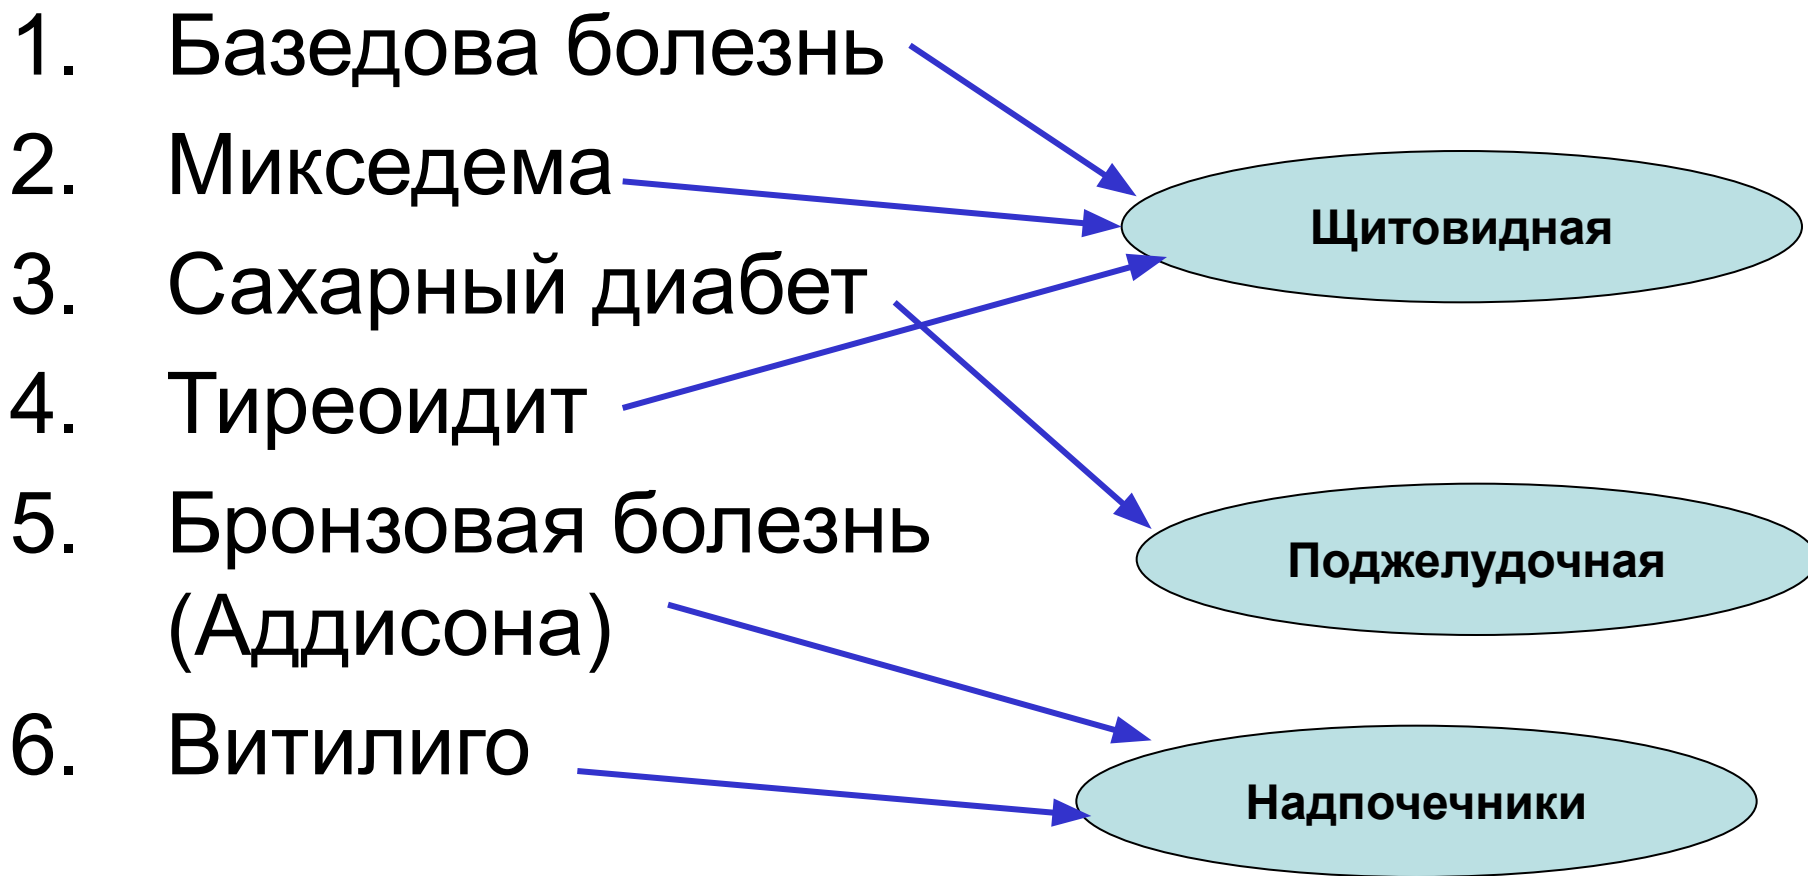 1. Базедова болезнь
2. Микседема
Щитовидная
3. Сахарный диабет
4. Тиреоидит
5. Бронзовая болезнь
(Аддисона)
Поджелудочная
6. Витилиго
Надпочечники